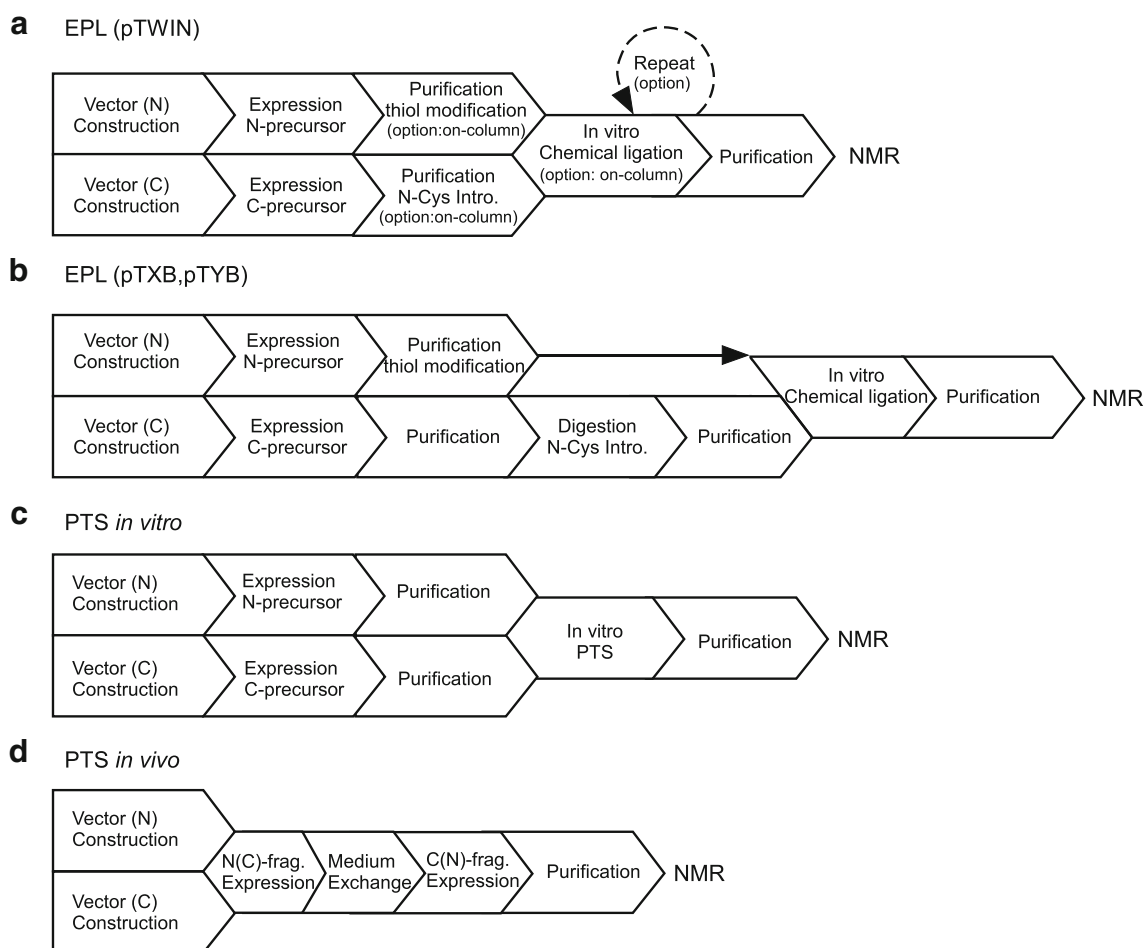 a EPL (pTWIN)
Repeat
(option)
Vector (N)
Construction
Expression
N-precursor
Purification
thiol modification
(option:on-column)
Vector (C)
Construction
Expression
C-precursor
Purification
N-Cys Intro.
(option:on-column)
In vitro
Chemical ligation
(option: on-column)
Purification
NMR
b EPL (pTXB,pTYB)
Vector (N)
Construction
Expression
N-precursor
Purification
thiol modification
Vector (C)
Construction
Expression
C-precursor
Purification
Digestion
N-Cys Intro.
Purification
In vitro
Chemical ligation
Purification
NMR
c PTS in vitro
Vector (N)
Construction
Expression
N-precursor
Purification
Vector (C)
Construction
Expression
C-precursor
Purification
In vitro
PTS
Purification
NMR
d PTS in vivo
Vector (N)
Construction
Vector (C)
Construction
N(C)-frag.
Expression
Medium
Exchange
C(N)-frag.
Expression
Purification
NMR